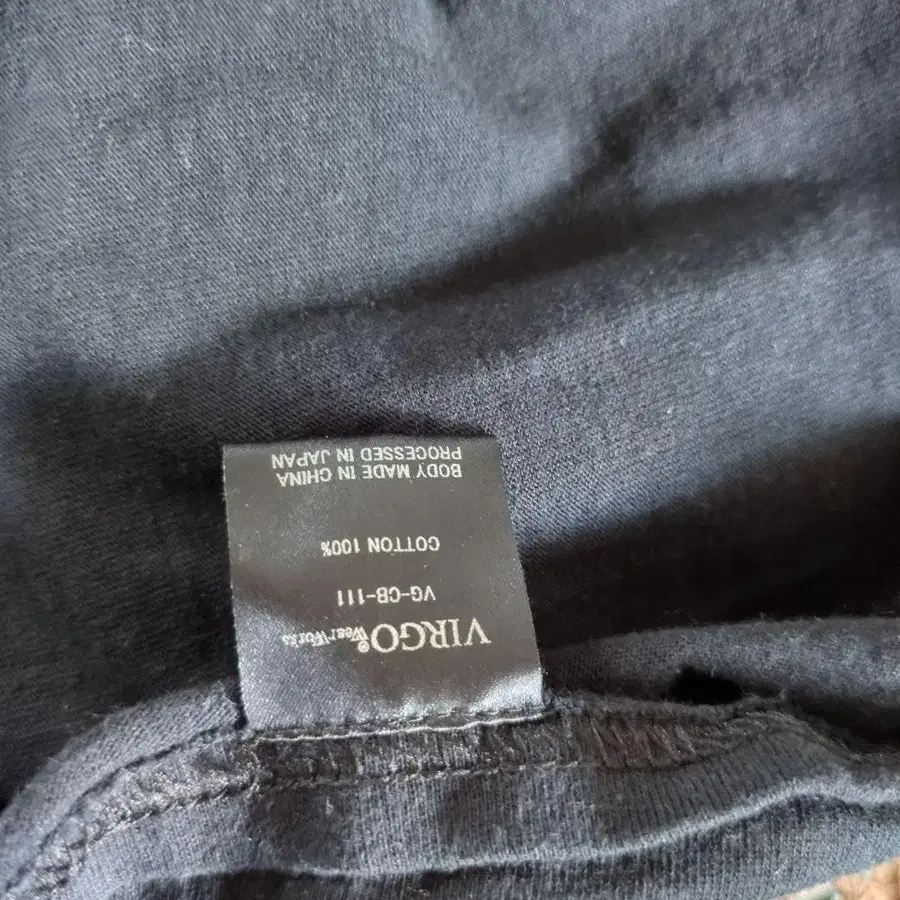 VIRGO® WearWorks
VG-CB-111
COTTON 100%
BODY MADE IN CHINA
PROCESSED IN JAPAN